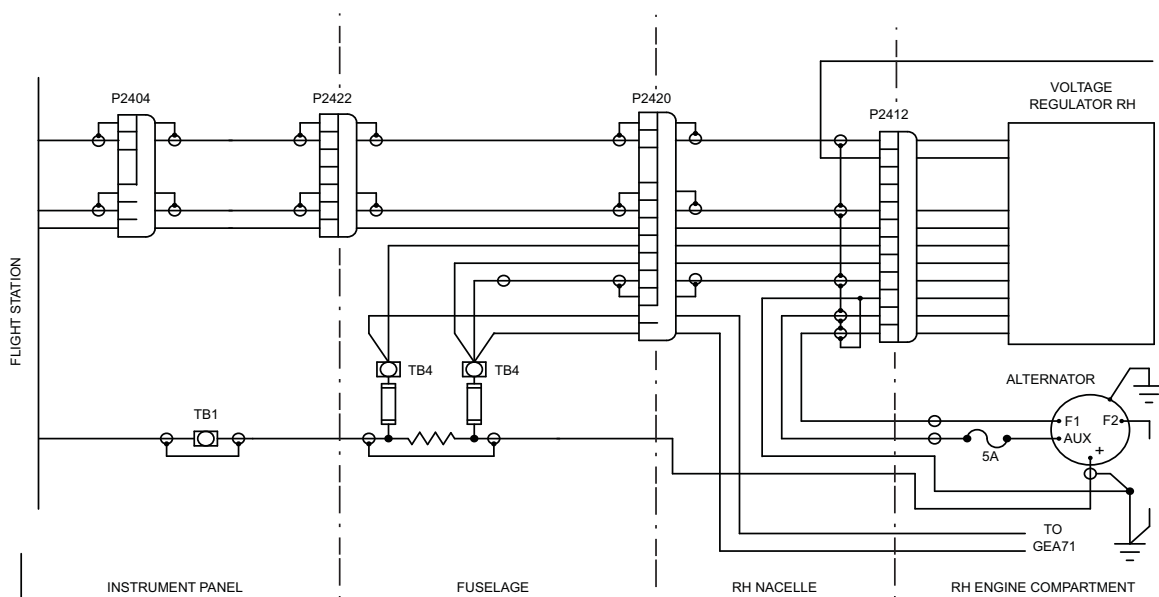 VOLTAGE
REGULATOR RH
P2404
P2422
P2420
P2412
FLIGHT STATION
TB4
TB4
ALTERNATOR
TB1
F1
F2
AUX
+
5A
TO
GEA71
INSTRUMENT PANEL
FUSELAGE
RH NACELLE
RH ENGINE COMPARTMENT